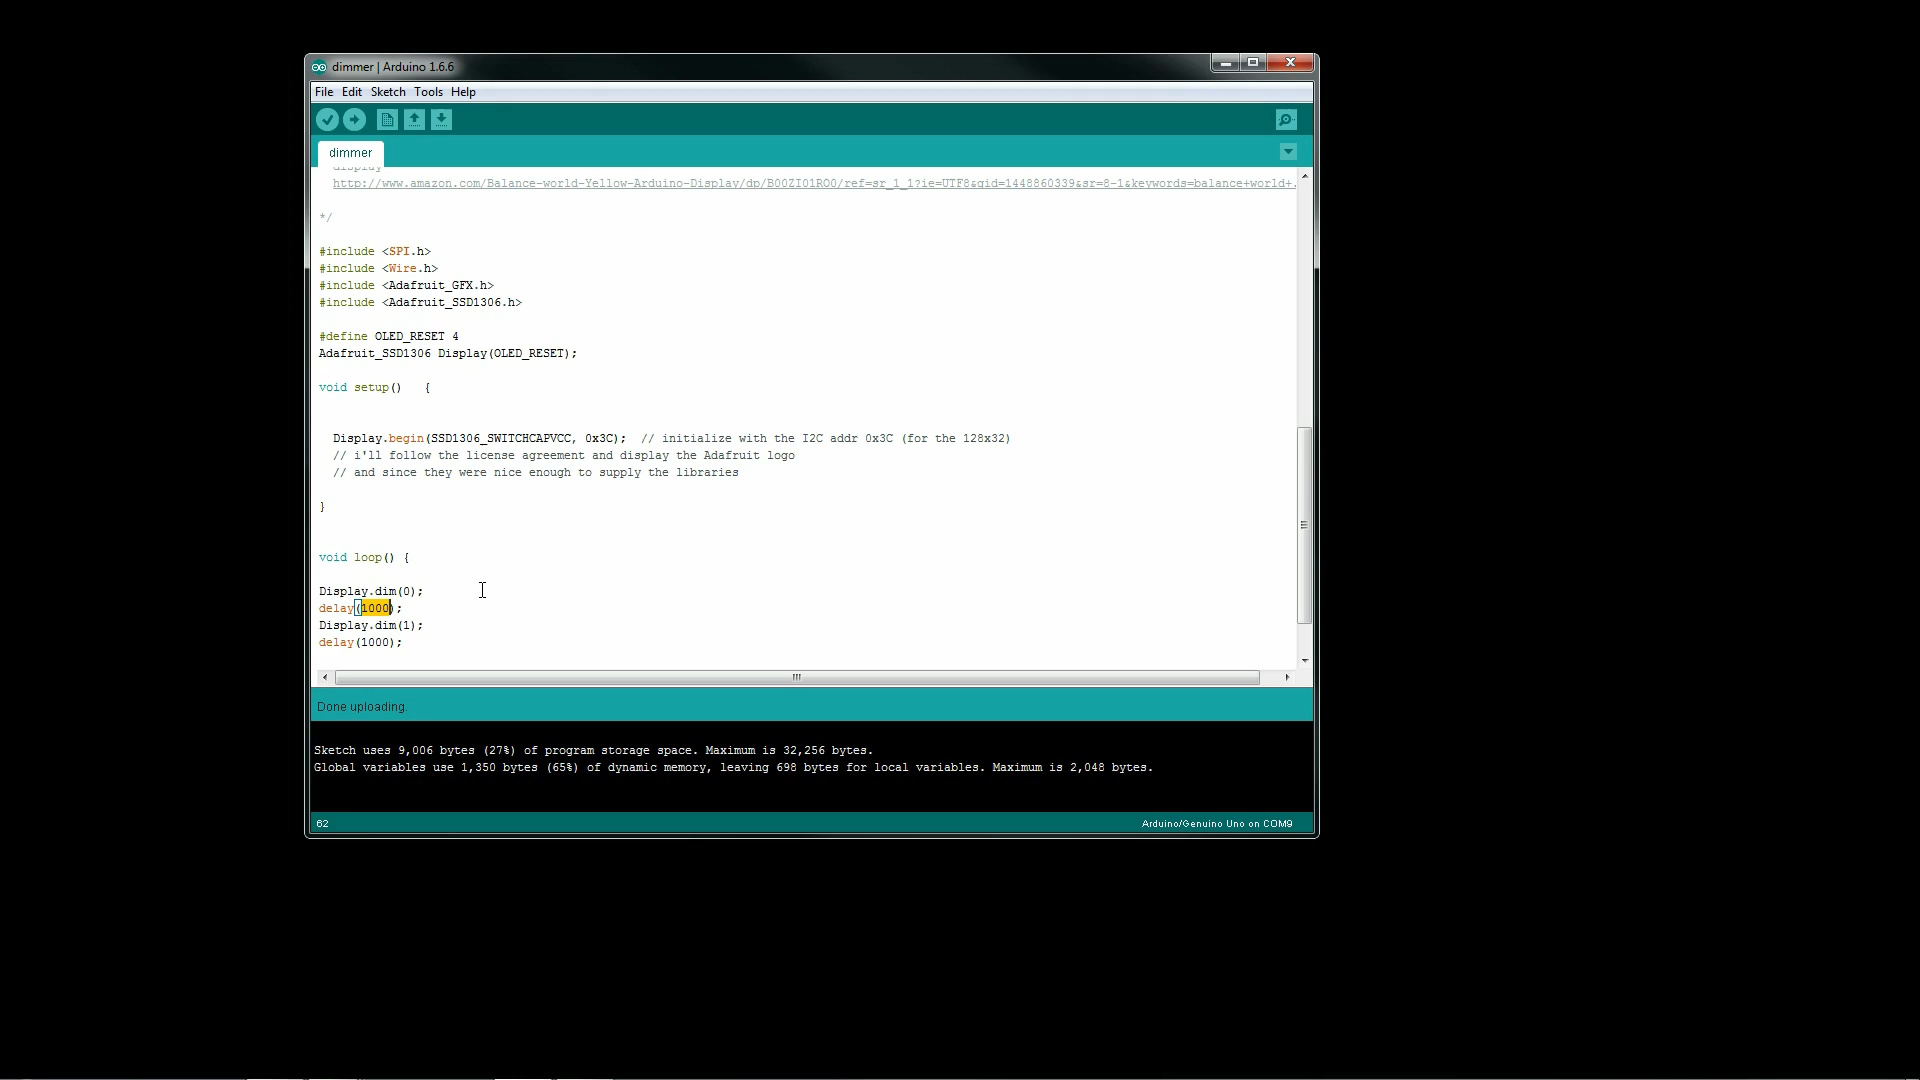 dimmer | Arduino 1.6.6
File Edit Sketch Tools Help
dimmer
display
http://www.amazon.com/Balance-world-Yellow-Arduino-Display/dp/B00ZI01RO0/ref=sr_1_1?ie=UTF8&qid=1448860339&sr=8-1&keywords=balance+world+.
*/
#include <SPI.h>
#include <Wire.h>
#include <Adafruit_GFX.h>
#include <Adafruit_SSD1306.h>
#define OLED_RESET 4
Adafruit_SSD1306 Display(OLED_RESET);
void setup()   {
Display.begin(SSD1306_SWITCHCAPVCC, 0x3C);  // initialize with the I2C addr 0x3C (for the 128x32)
// i'll follow the license agreement and display the Adafruit logo
// and since they were nice enough to supply the libraries
}
void loop() {
Display.dim(0);
delay(1000);
Display.dim(1);
delay(1000);
Done uploading.
Sketch uses 9,006 bytes (27%) of program storage space. Maximum is 32,256 bytes.
Global variables use 1,350 bytes (65%) of dynamic memory, leaving 698 bytes for local variables. Maximum is 2,048 bytes.
62
Arduino/Genuino Uno on COM9